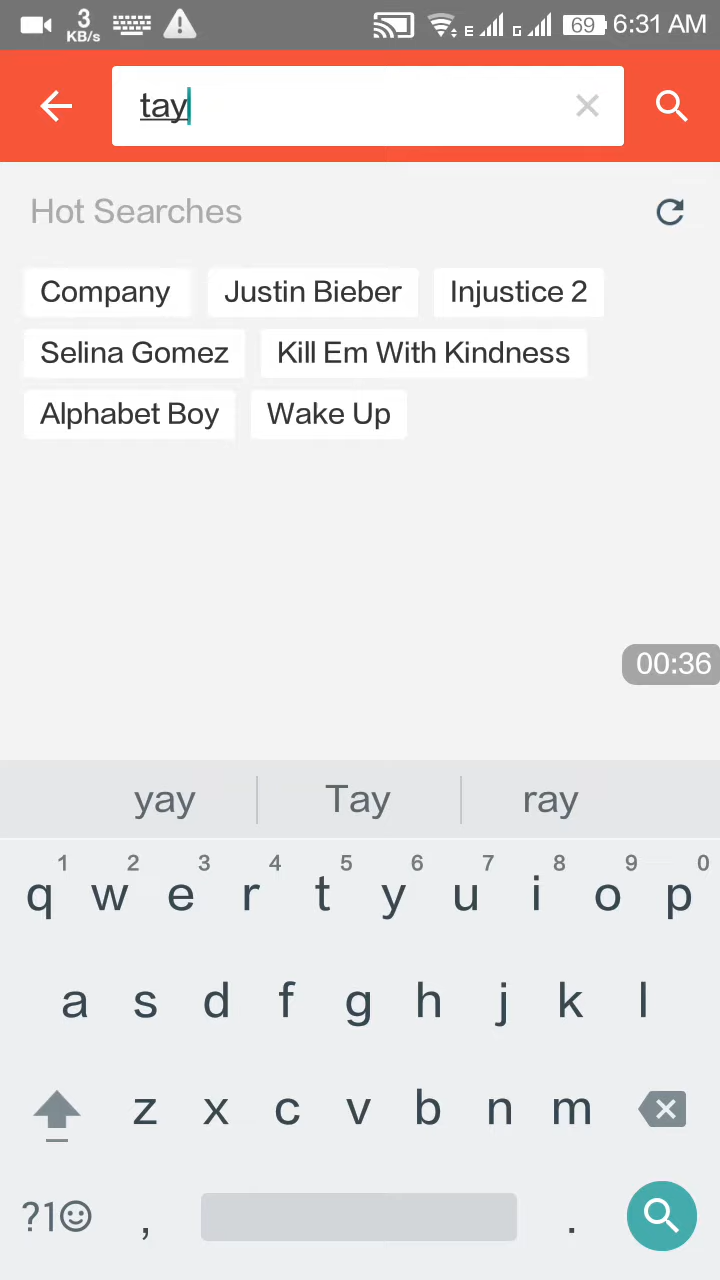 3 KB/s E G 69 6:31 AM
tay
Hot Searches
Company Justin Bieber Injustice 2
Selina Gomez Kill Em With Kindness
Alphabet Boy Wake Up
00:36
yay Tay ray
1 2 3 4 5 6 7 8 9 0
q w e r t y u i o p
a s d f g h j k l
z x c v b n m
?1☺ , .